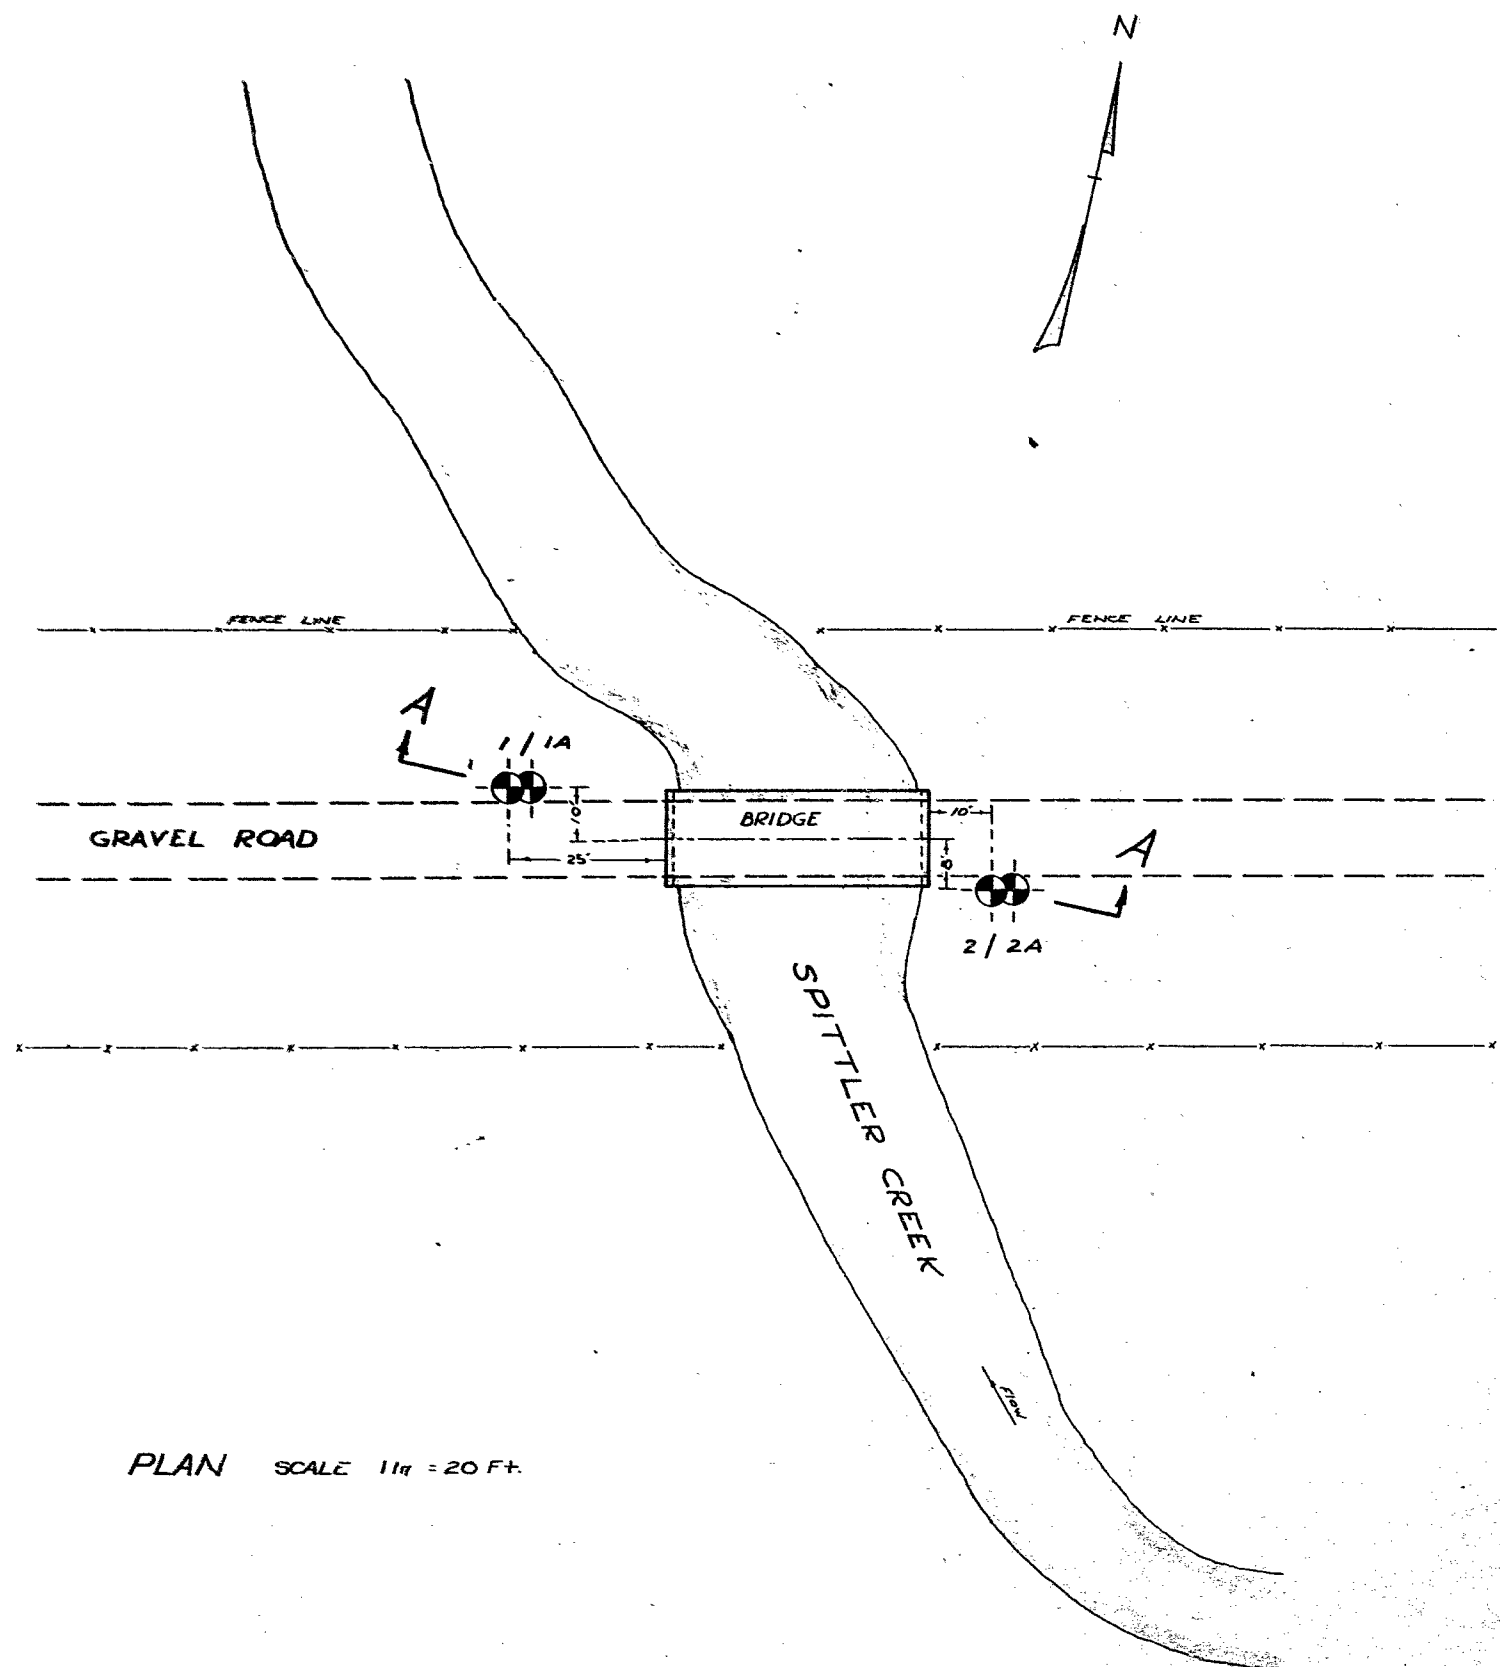 N
FENCE LINE
FENCE LINE
A
1 / 1A
10'
BRIDGE
10'
GRAVEL ROAD
25'
A
2 / 2A
SPITTLER CREEK
FLOW
PLAN SCALE 1 In = 20 Ft.